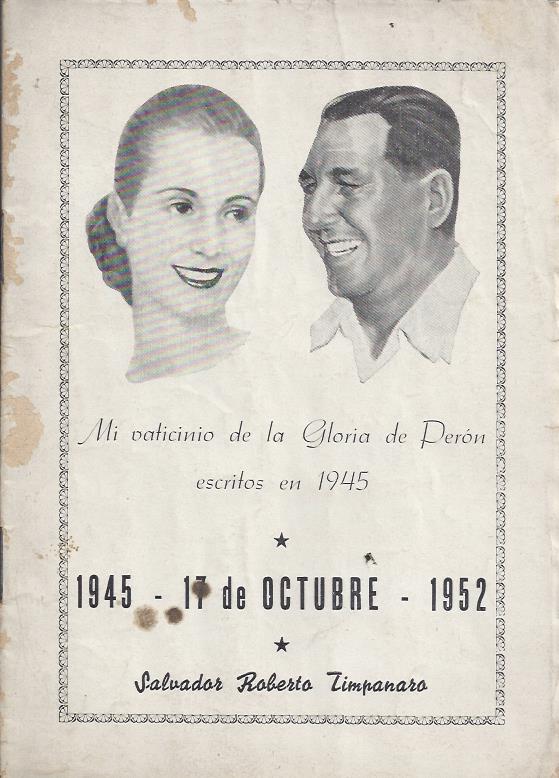 Mi vaticinio de la Gloria de Perón
escritos en 1945
1945 - 17 de OCTUBRE - 1952
Salvador Roberto Timpanaro